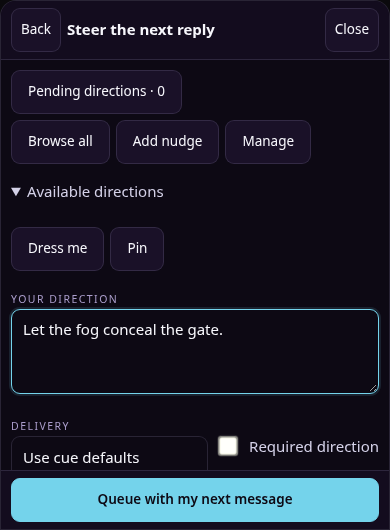 Back Steer the next reply Close
Pending directions · 0
Browse all Add nudge Manage
▼ Available directions
Dress me Pin
YOUR DIRECTION
Let the fog conceal the gate.
DELIVERY
Use cue defaults Required direction
Queue with my next message